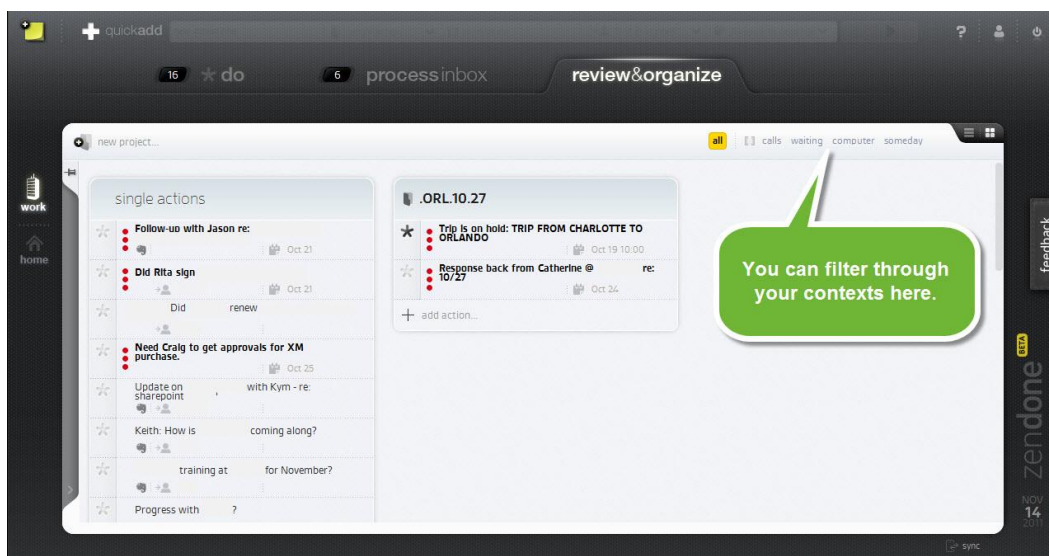 quickadd
16 do
6 processinbox
review&organize
? 
new project...
all
[ ] calls waiting computer someday
work
home
single actions
Follow-up with Jason re:
Oct 21
Did Rita sign
Oct 21
Did renew
Need Craig to get approvals for XM
purchase.
Oct 25
Update on with Kym - re:
sharepoint ,
Keith: How is coming along?
training at for November?
Progress with ?
.ORL.10.27
Trip is on hold: TRIP FROM CHARLOTTE TO
ORLANDO
Oct 19 10:00
Response back from Catherine @ re:
10/27
Oct 24
add action...
You can filter through
your contexts here.
feedback
zendone BETA
NOV
14
2011
sync